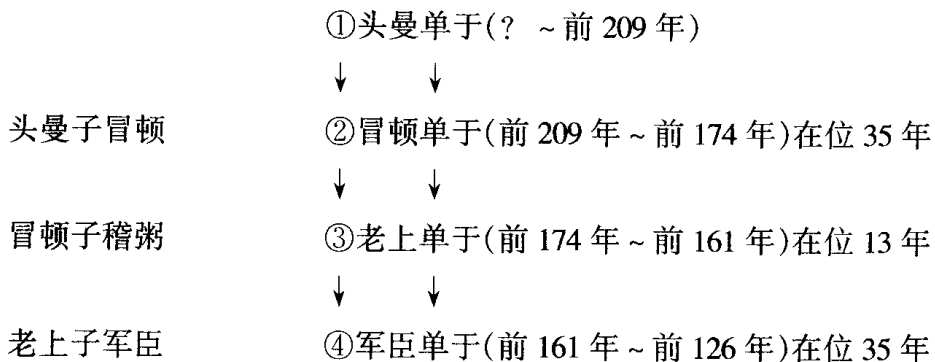 ①头曼单于(? ~前 209 年)
↓ ↓
头曼子冒顿 ②冒顿单于(前 209 年~前 174 年)在位 35 年
↓ ↓
冒顿子稽粥 ③老上单于(前 174 年~前 161 年)在位 13 年
↓ ↓
老上子军臣 ④军臣单于(前 161 年~前 126 年)在位 35 年